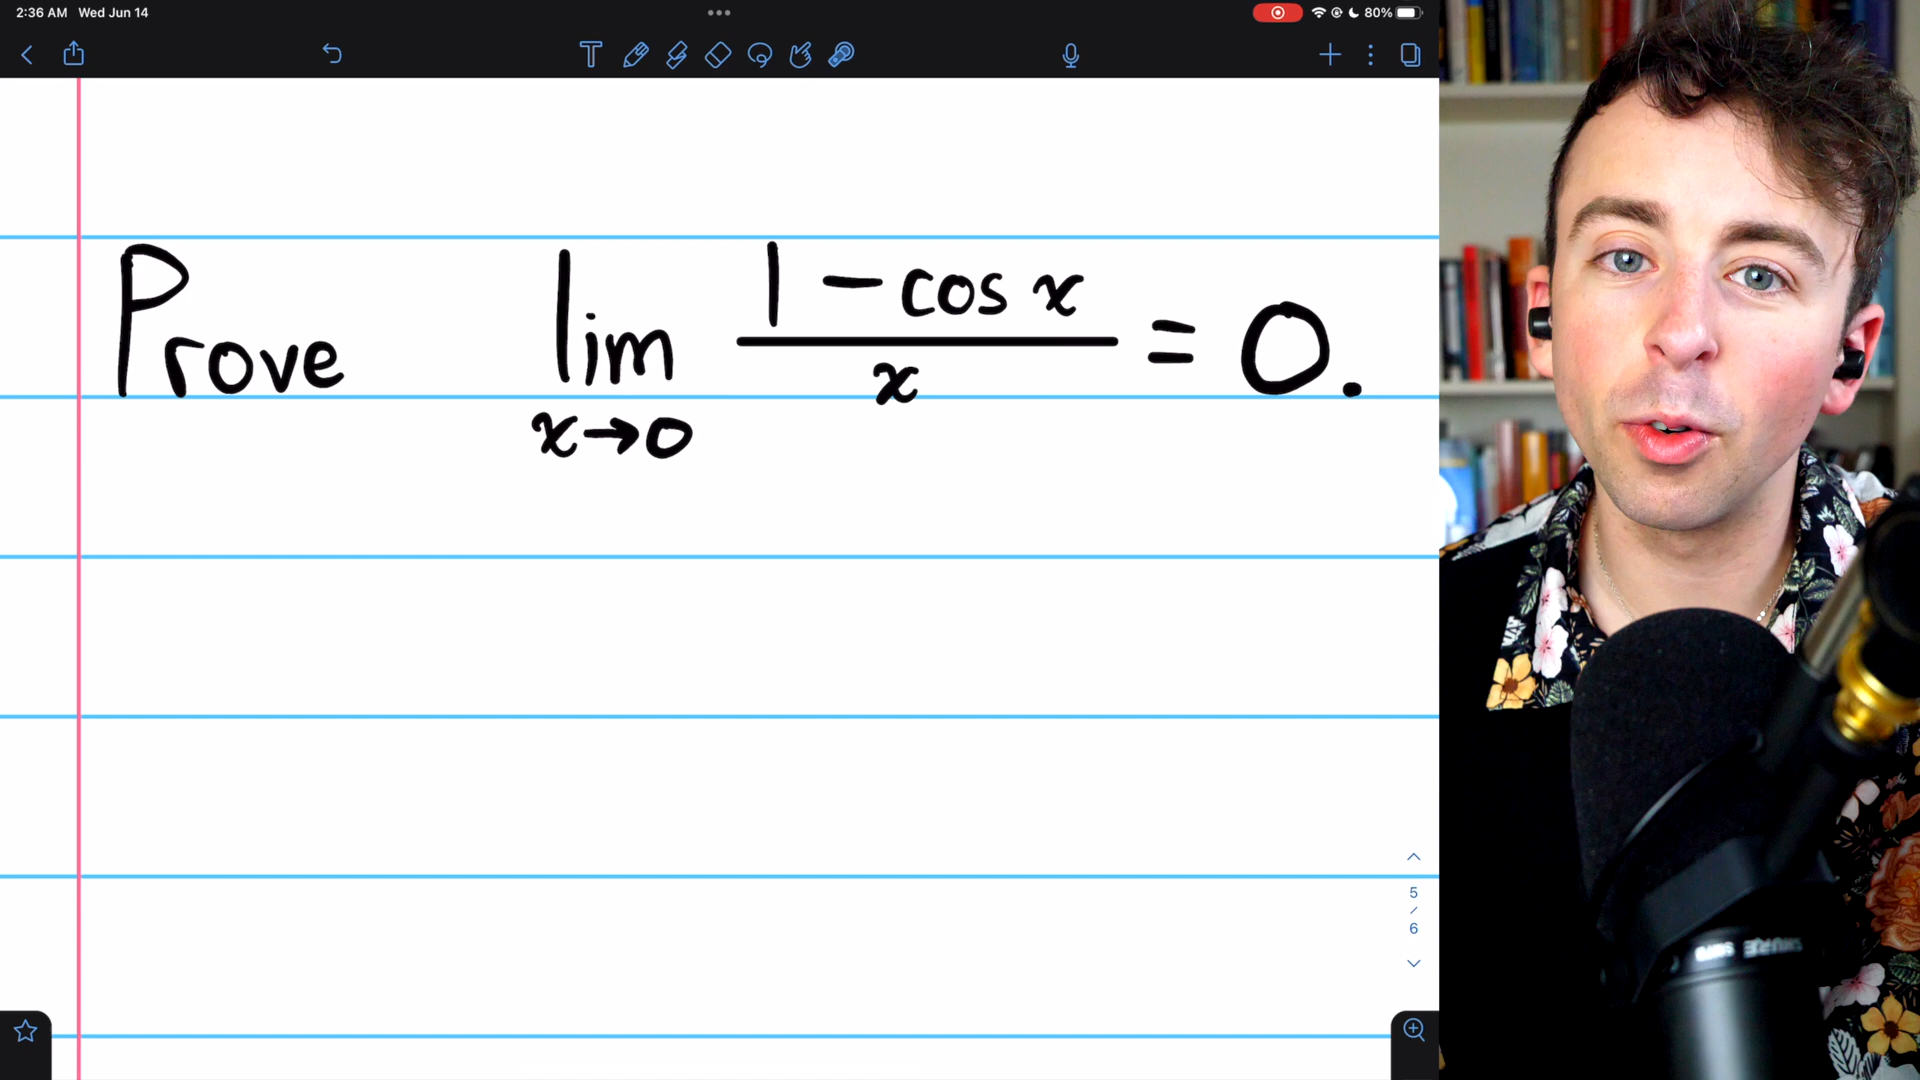 2:36 AM Wed Jun 14
80%
Prove lim x→0 1 - cos x / x = 0.
5
/
6